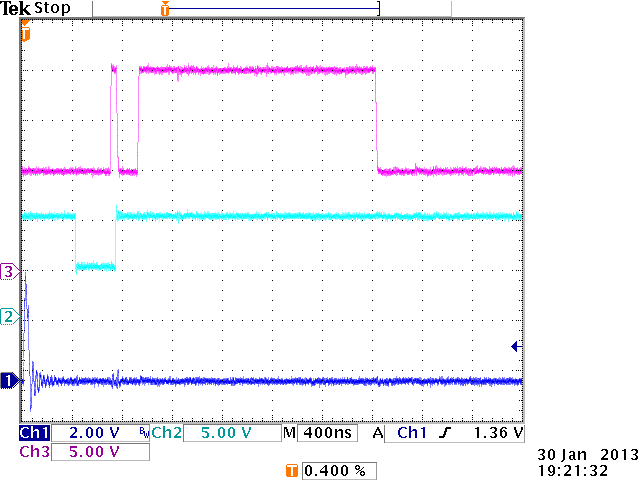 Tek Stop
T
T
3
2
1
Ch1 2.00 V BW Ch2 5.00 V M 400ns A Ch1 1.36 V
Ch3 5.00 V
T 0.400 %
30 Jan 2013
19:21:32